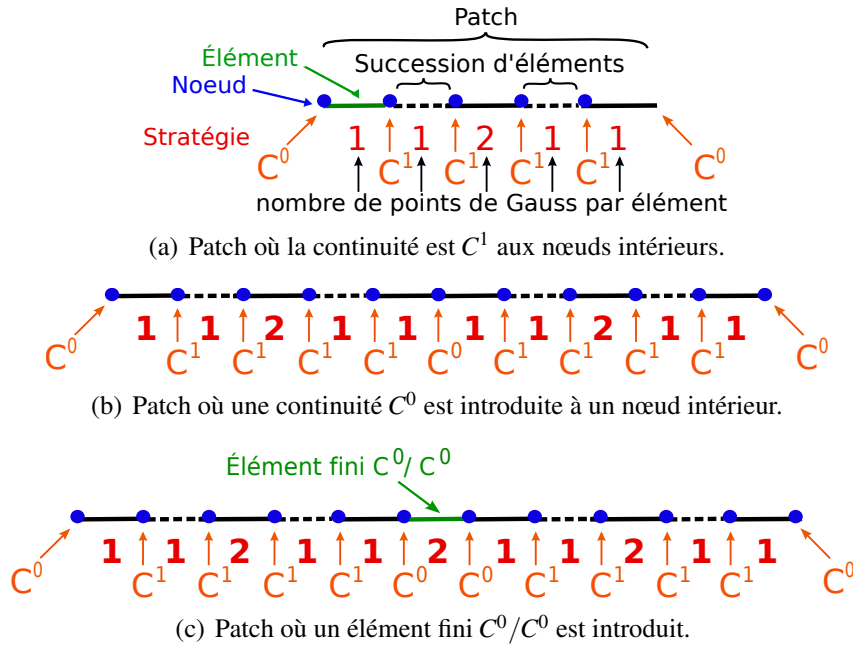 Patch
Élément
Succession d'éléments
Noeud
Stratégie
1 1 2 1 1
C⁰ C¹ C¹ C¹ C¹ C⁰
nombre de points de Gauss par élément
(a) Patch où la continuité est C¹ aux nœuds intérieurs.
1 1 2 1 1 1 1 2 1 1
C⁰ C¹ C¹ C¹ C¹ C⁰ C¹ C¹ C¹ C¹ C⁰
(b) Patch où une continuité C⁰ est introduite à un nœud intérieur.
Élément fini C⁰/ C⁰
1 1 2 1 1 2 1 1 2 1 1
C⁰ C¹ C¹ C¹ C¹ C⁰ C⁰ C¹ C¹ C¹ C¹ C⁰
(c) Patch où un élément fini C⁰/C⁰ est introduit.